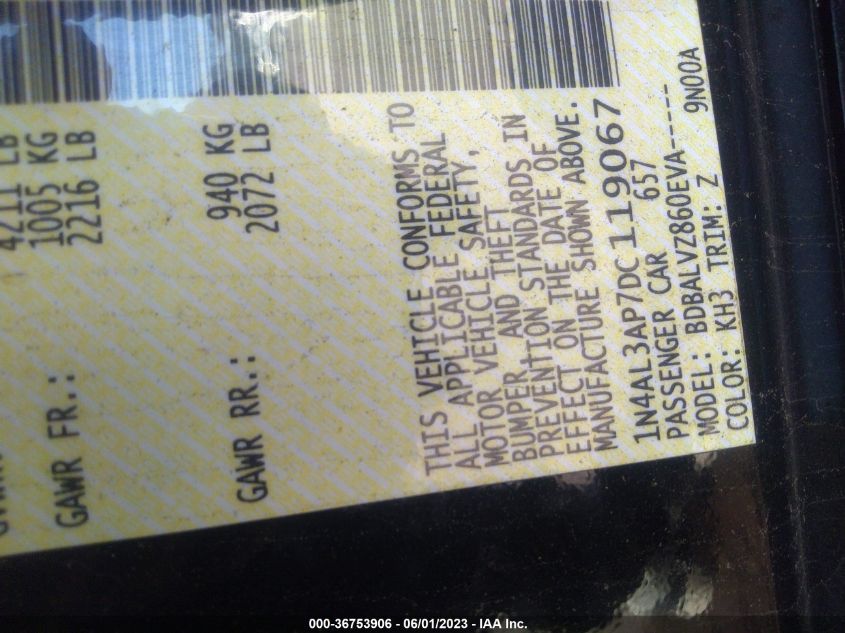 4211 LB
GAWR FR.: 1005 KG
2216 LB
GAWR RR.: 940 KG
2072 LB
THIS VEHICLE CONFORMS TO
ALL APPLICABLE FEDERAL
MOTOR VEHICLE SAFETY,
BUMPER AND THEFT
PREVENTION STANDARDS IN
EFFECT ON THE DATE OF
MANUFACTURE SHOWN ABOVE.
1N4AL3AP7DC119067
PASSENGER CAR 657
MODEL: BDBALVZ860EVA-----
COLOR: KH3 TRIM: Z 9N00A
000-36753906 - 06/01/2023 - IAA Inc.